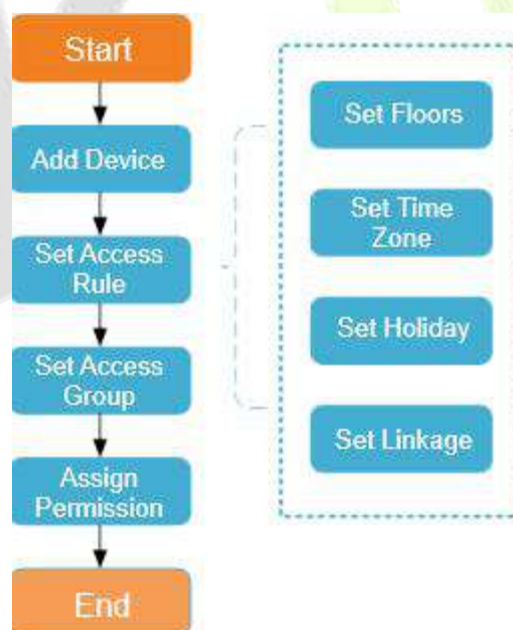 Start
Add Device
Set Access
Rule
Set Access
Group
Assign
Permission
End
Set Floors
Set Time
Zone
Set Holiday
Set Linkage